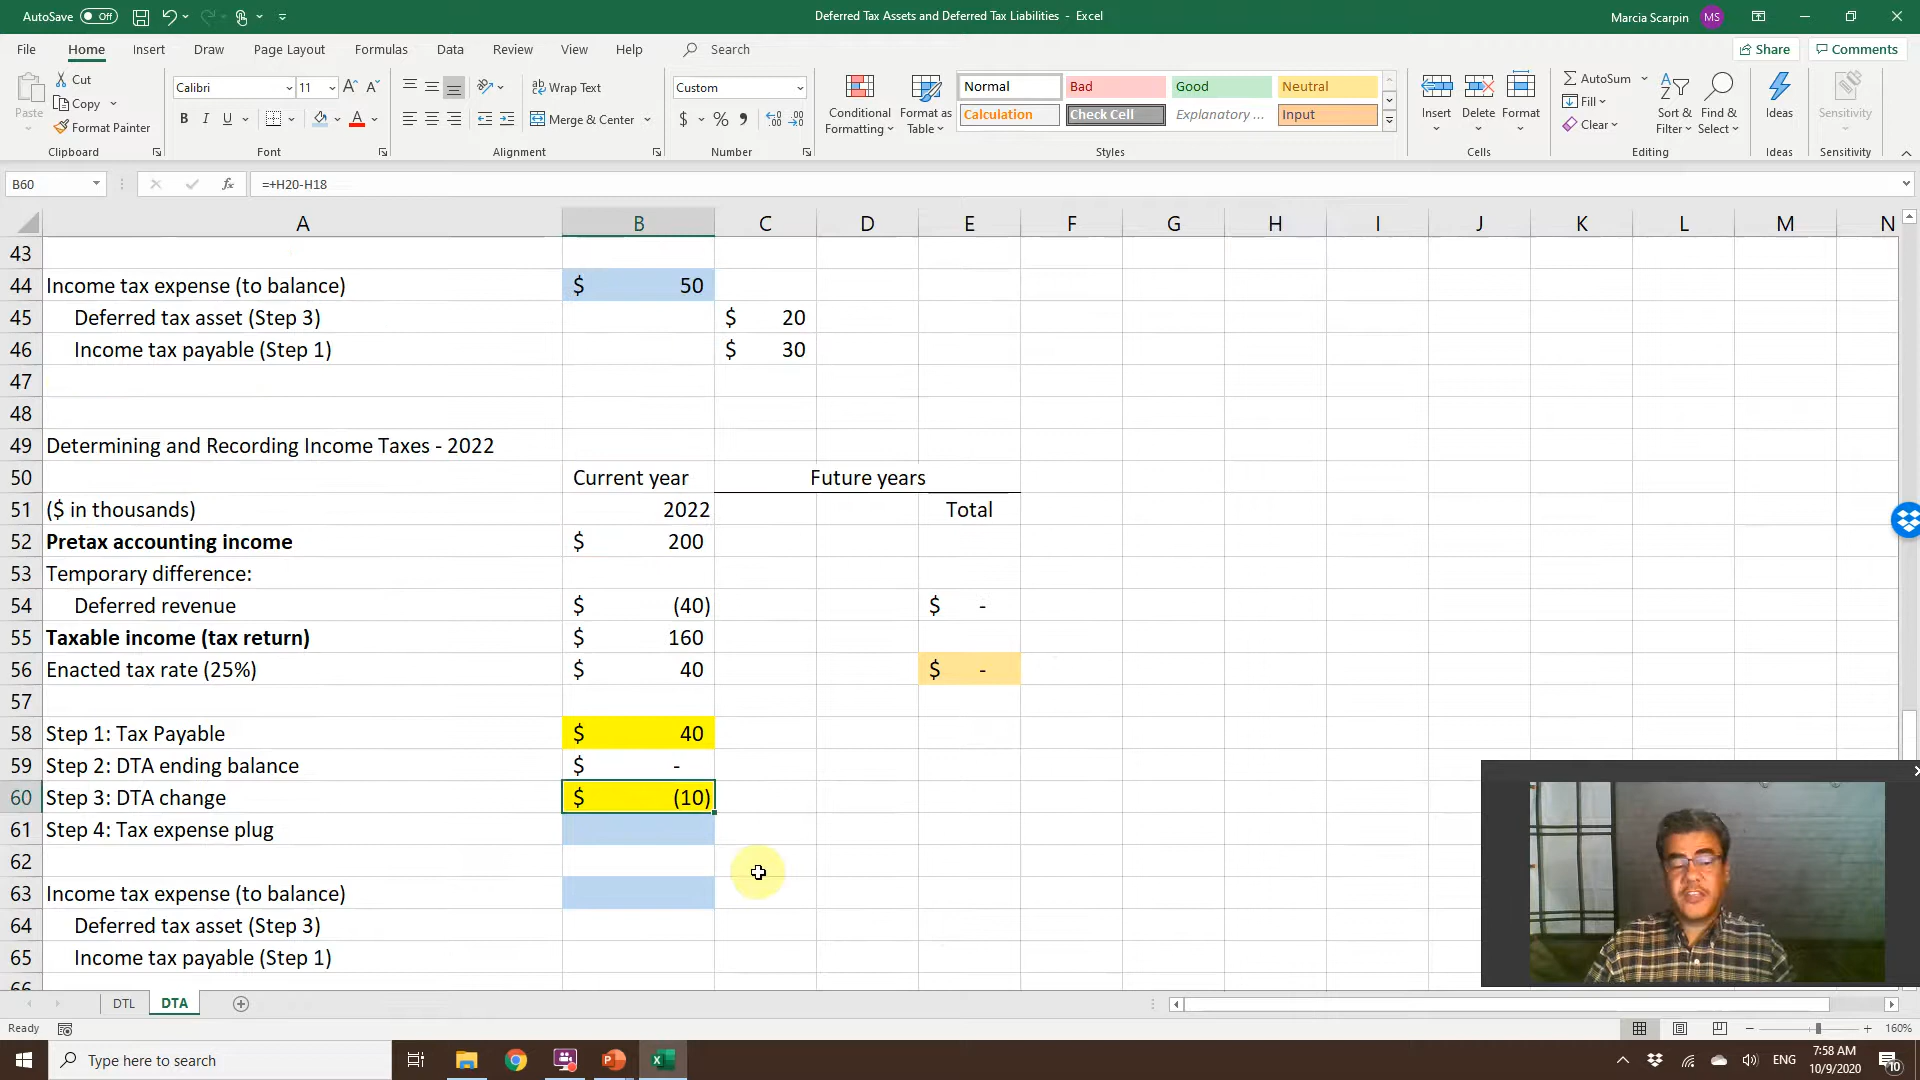 AutoSave Off
Deferred Tax Assets and Deferred Tax Liabilities - Excel
Marcia Scarpin MS
File Home Insert Draw Page Layout Formulas Data Review View Help Search
Share Comments
Paste
Cut
Copy
Format Painter
Clipboard
Calibri 11
B I U
Font
Wrap Text
Merge & Center
Alignment
Custom
$ % 9
Number
Conditional Formatting
Format as Table
Normal Bad Good Neutral
Calculation Check Cell Explanatory ... Input
Styles
Insert Delete Format
Cells
AutoSum
Fill
Clear
Sort & Filter
Find & Select
Editing
Ideas
Ideas
Sensitivity
Sensitivity
B60 fx =+H20-H18
A B C D E F G H I J K L M N
43
44 Income tax expense (to balance) $ 50
45 Deferred tax asset (Step 3) $ 20
46 Income tax payable (Step 1) $ 30
47
48
49 Determining and Recording Income Taxes - 2022
50 Current year Future years
51 ($ in thousands) 2022 Total
52 Pretax accounting income $ 200
53 Temporary difference:
54 Deferred revenue $ (40) $ -
55 Taxable income (tax return) $ 160
56 Enacted tax rate (25%) $ 40 $ -
57
58 Step 1: Tax Payable $ 40
59 Step 2: DTA ending balance $ -
60 Step 3: DTA change $ (10)
61 Step 4: Tax expense plug
62
63 Income tax expense (to balance)
64 Deferred tax asset (Step 3)
65 Income tax payable (Step 1)
66
DTL DTA
Ready
160%
Type here to search
ENG
7:58 AM
10/9/2020
10